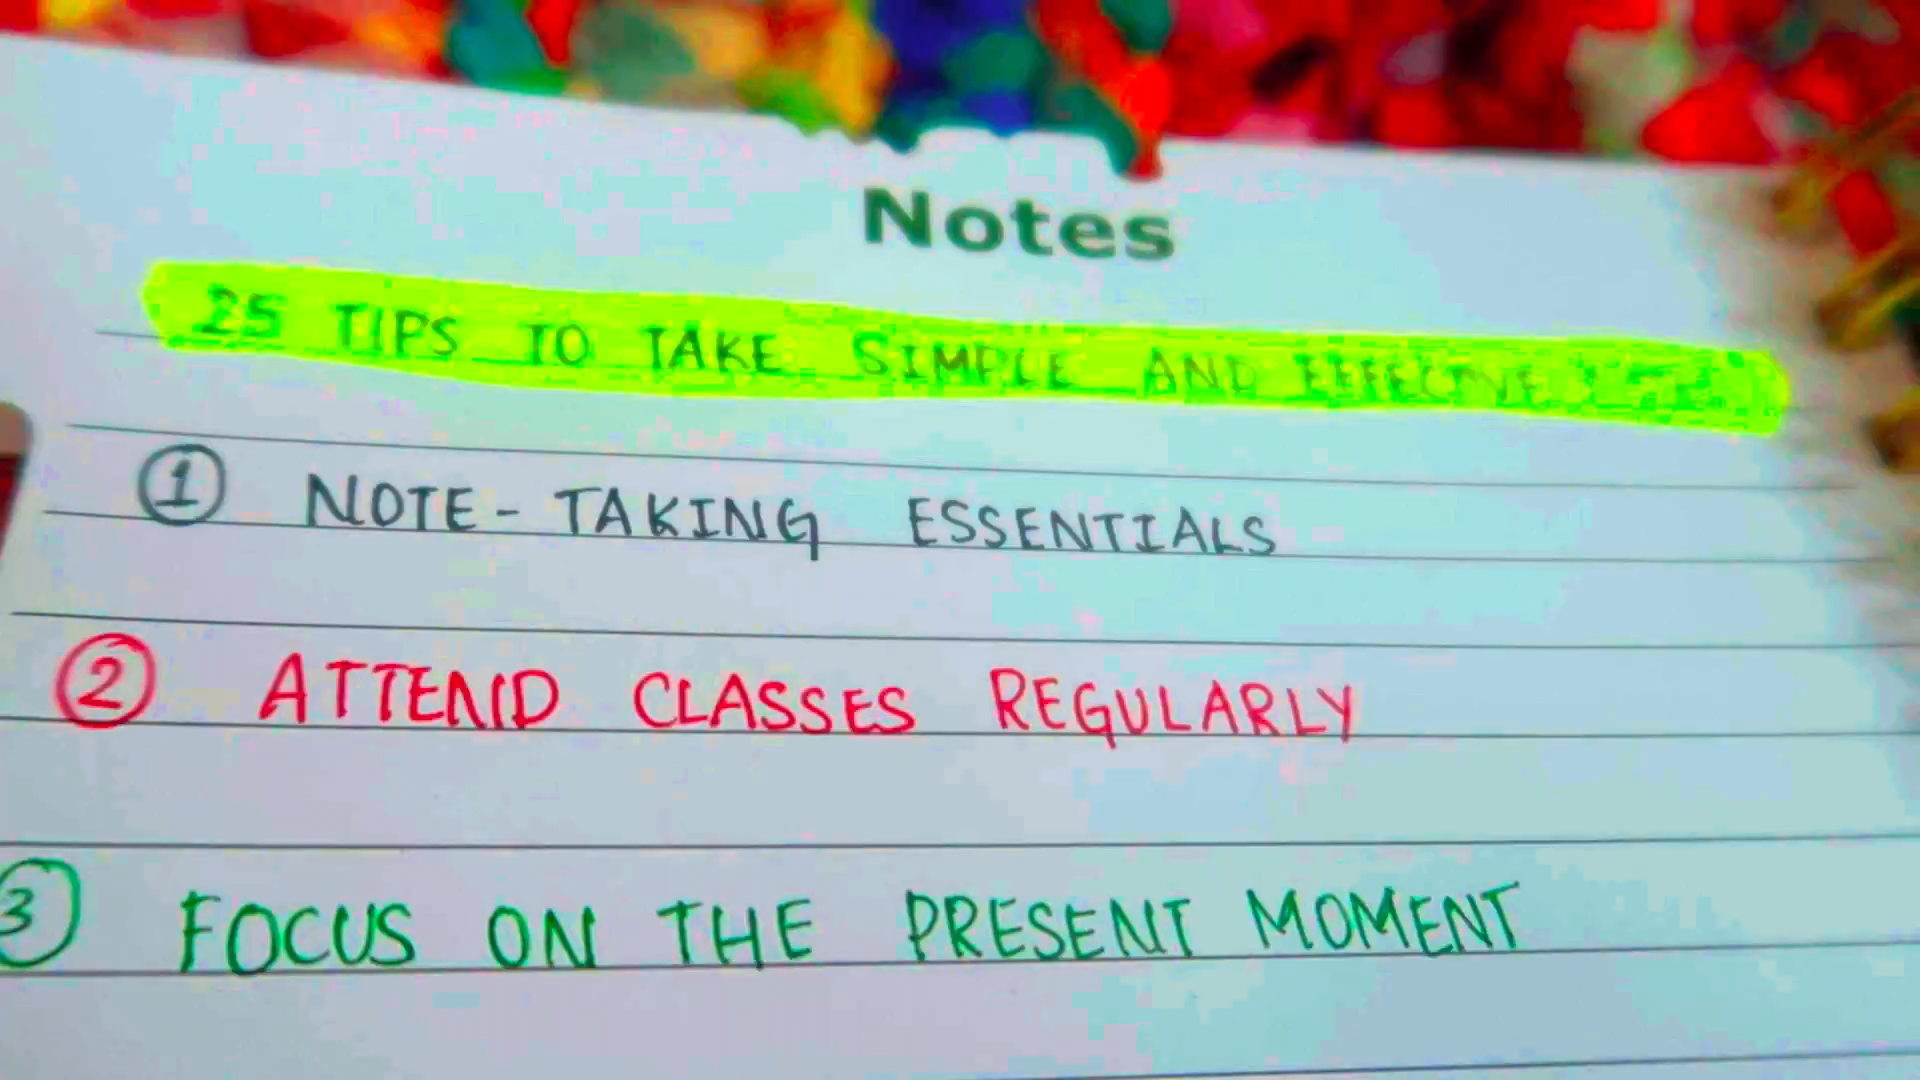 Notes
25 TIPS TO TAKE SIMPLE AND EFFECTIVE
1 NOTE-TAKING ESSENTIALS
2 ATTEND CLASSES REGULARLY
3 FOCUS ON THE PRESENT MOMENT